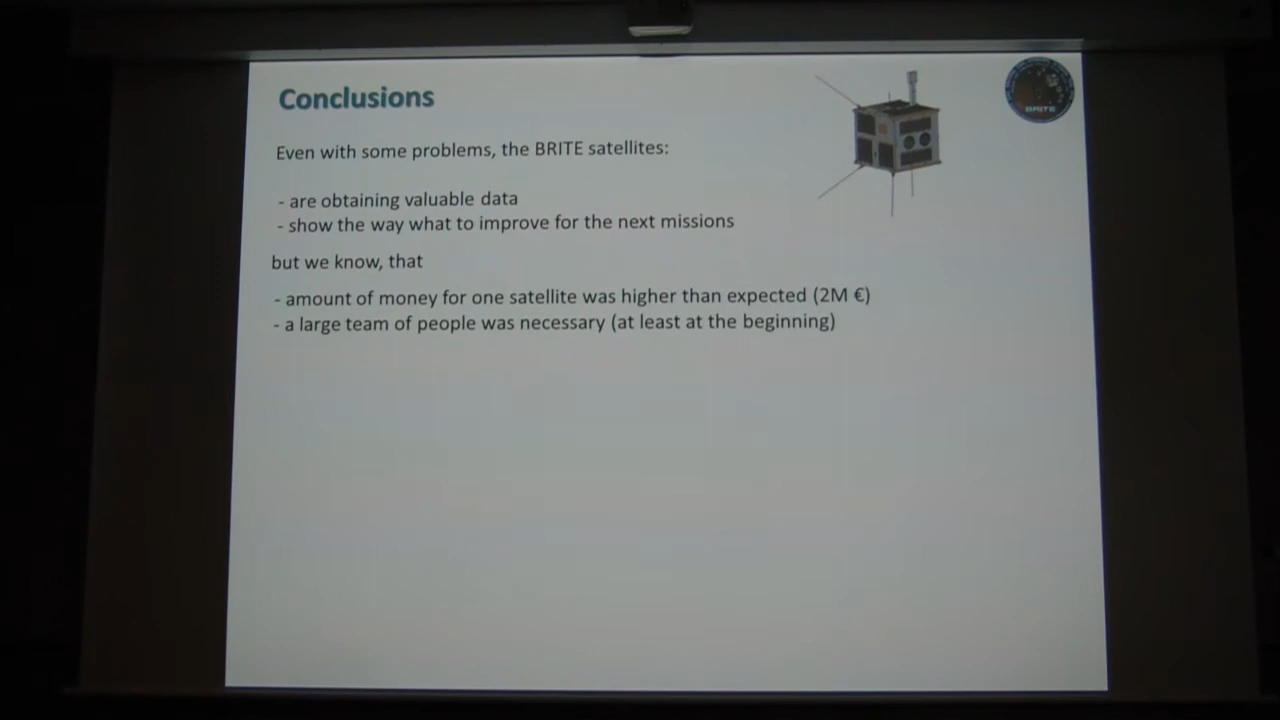 Conclusions
Even with some problems, the BRITE satellites:
- are obtaining valuable data
- show the way what to improve for the next missions
but we know, that
- amount of money for one satellite was higher than expected (2M €)
- a large team of people was necessary (at least at the beginning)
BRITE